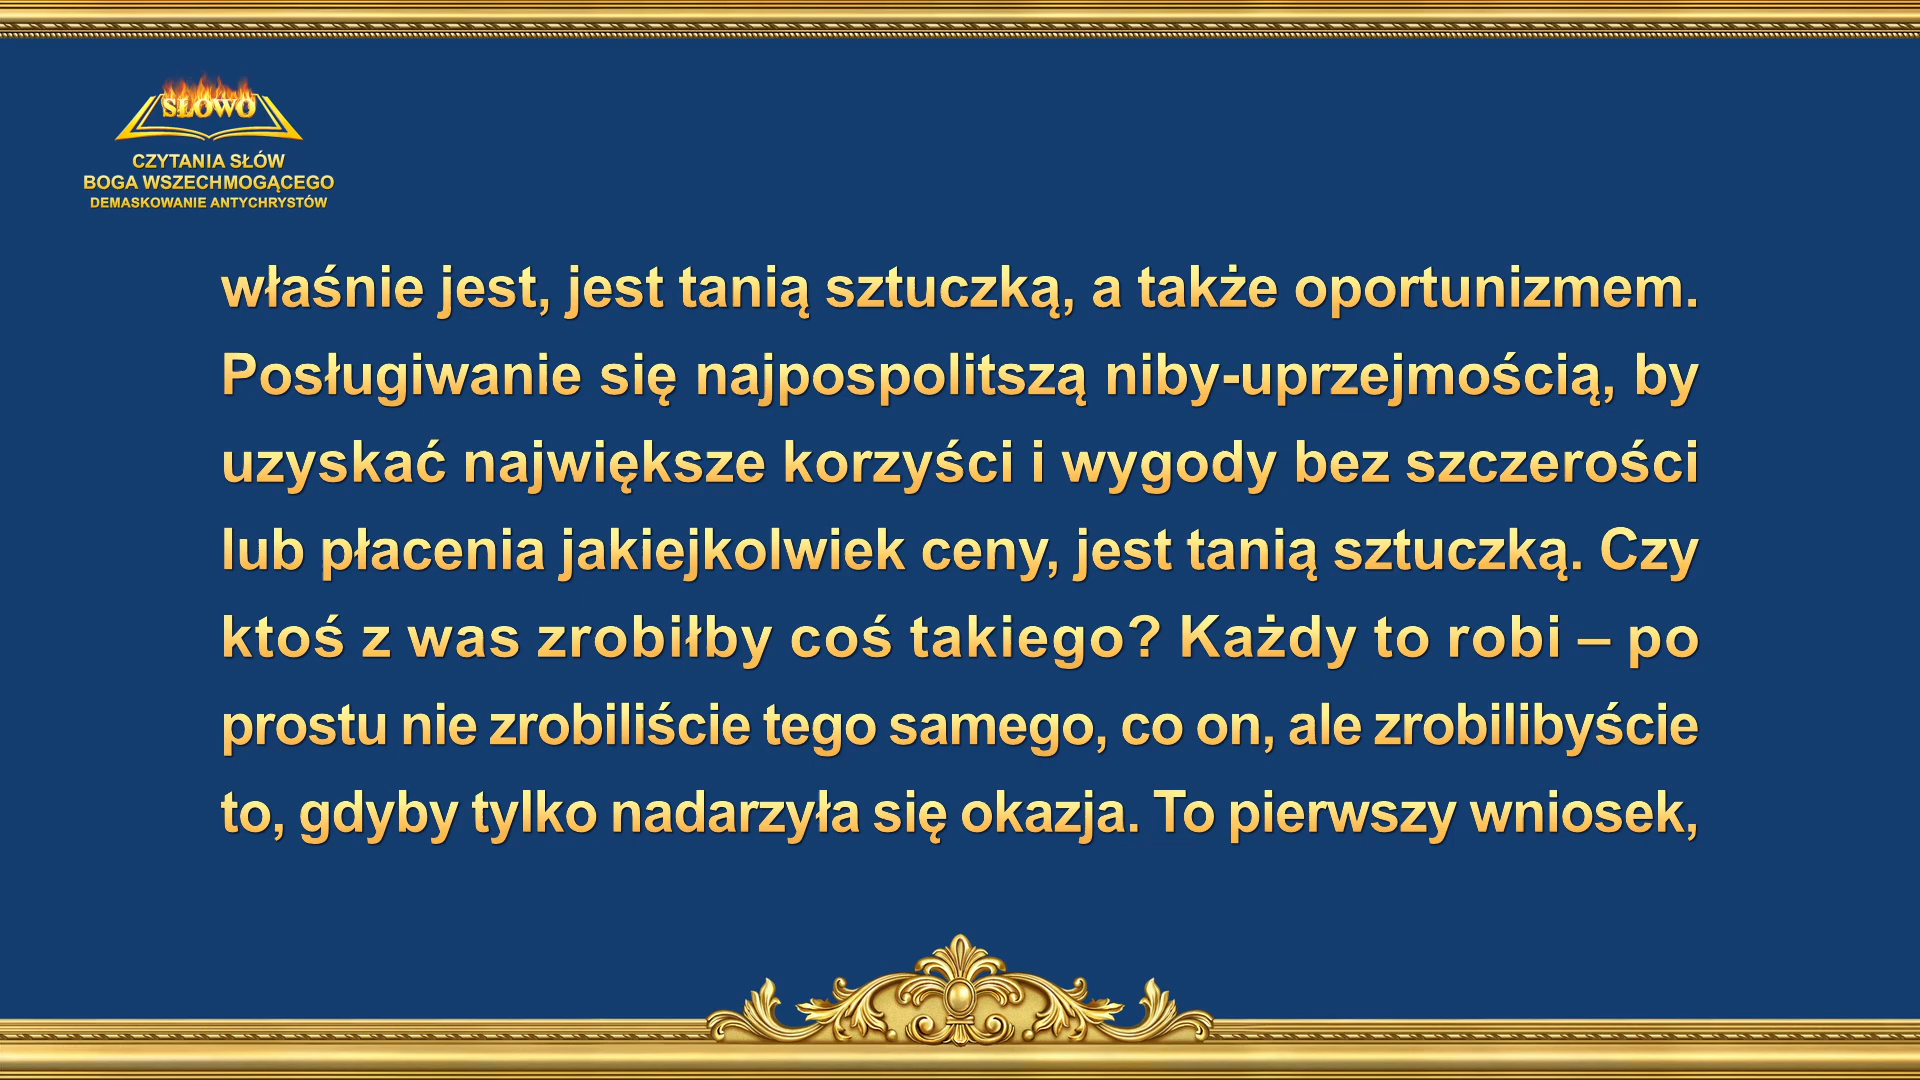 SŁOWO
CZYTANIA SŁÓW
BOGA WSZECHMOGĄCEGO
DEMASKOWANIE ANTYCHRYSTÓW
właśnie jest, jest tanią sztuczką, a także oportunizmem.
Posługiwanie się najpospolitszą niby-uprzejmością, by
uzyskać największe korzyści i wygody bez szczerości
lub płacenia jakiejkolwiek ceny, jest tanią sztuczką. Czy
ktoś z was zrobiłby coś takiego? Każdy to robi – po
prostu nie zrobiliście tego samego, co on, ale zrobilibyście
to, gdyby tylko nadarzyła się okazja. To pierwszy wniosek,